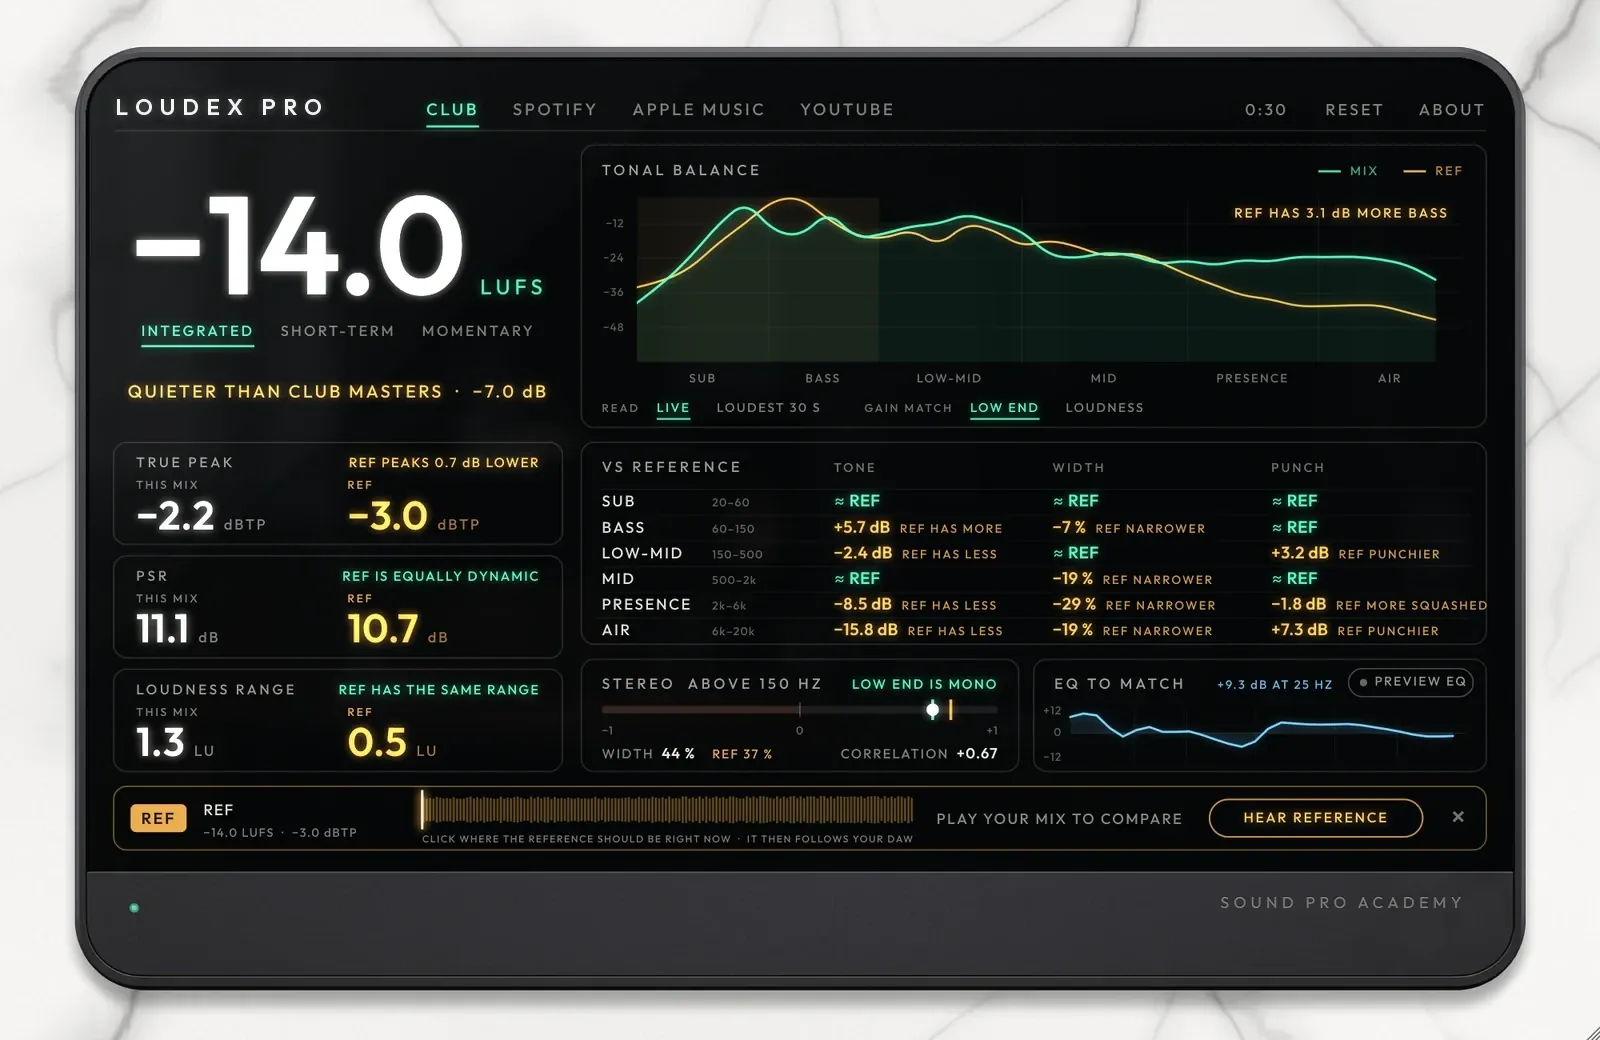 LOUDEX PRO
CLUB SPOTIFY APPLE MUSIC YOUTUBE
0:30 RESET ABOUT
−14.0 LUFS
INTEGRATED SHORT-TERM MOMENTARY
QUIETER THAN CLUB MASTERS · −7.0 dB
TONAL BALANCE
MIX REF
REF HAS 3.1 dB MORE BASS
−12
−24
−36
−48
SUB BASS LOW-MID MID PRESENCE AIR
READ LIVE LOUDEST 30 S GAIN MATCH LOW END LOUDNESS
TRUE PEAK REF PEAKS 0.7 dB LOWER
THIS MIX REF
−2.2 dBTP −3.0 dBTP
PSR REF IS EQUALLY DYNAMIC
THIS MIX REF
11.1 dB 10.7 dB
LOUDNESS RANGE REF HAS THE SAME RANGE
THIS MIX REF
1.3 LU 0.5 LU
VS REFERENCE TONE WIDTH PUNCH
SUB 20–60 ≈ REF ≈ REF ≈ REF
BASS 60–150 +5.7 dB REF HAS MORE −7 % REF NARROWER ≈ REF
LOW-MID 150–500 −2.4 dB REF HAS LESS ≈ REF +3.2 dB REF PUNCHIER
MID 500–2k ≈ REF −19 % REF NARROWER ≈ REF
PRESENCE 2k–6k −8.5 dB REF HAS LESS −29 % REF NARROWER −1.8 dB REF MORE SQUASHED
AIR 6k–20k −15.8 dB REF HAS LESS −19 % REF NARROWER +7.3 dB REF PUNCHIER
STEREO ABOVE 150 HZ LOW END IS MONO
−1 0 +1
WIDTH 44 % REF 37 % CORRELATION +0.67
EQ TO MATCH +9.3 dB AT 25 HZ PREVIEW EQ
+12
0
−12
REF REF
−14.0 LUFS · −3.0 dBTP
CLICK WHERE THE REFERENCE SHOULD BE RIGHT NOW · IT THEN FOLLOWS YOUR DAW
PLAY YOUR MIX TO COMPARE HEAR REFERENCE ×
SOUND PRO ACADEMY